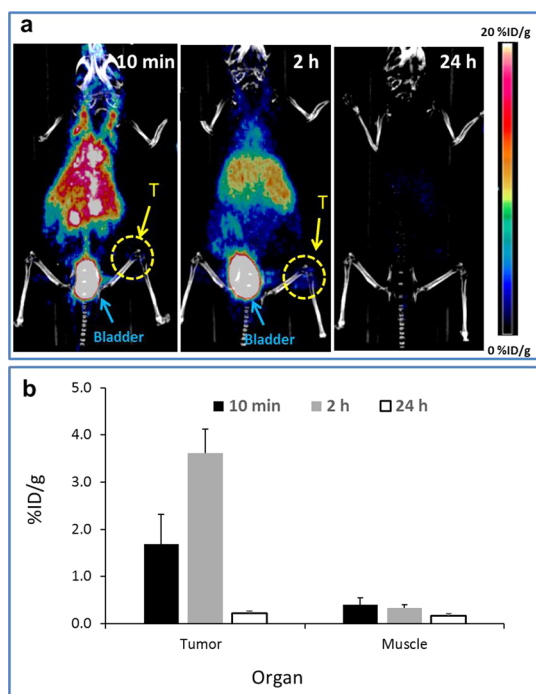 a
10 min
2 h
24 h
20 %ID/g
T
T
Bladder
Bladder
0 %ID/g
b
5.0
4.0
3.0
2.0
1.0
0.0
%ID/g
10 min
2 h
24 h
Tumor
Muscle
Organ